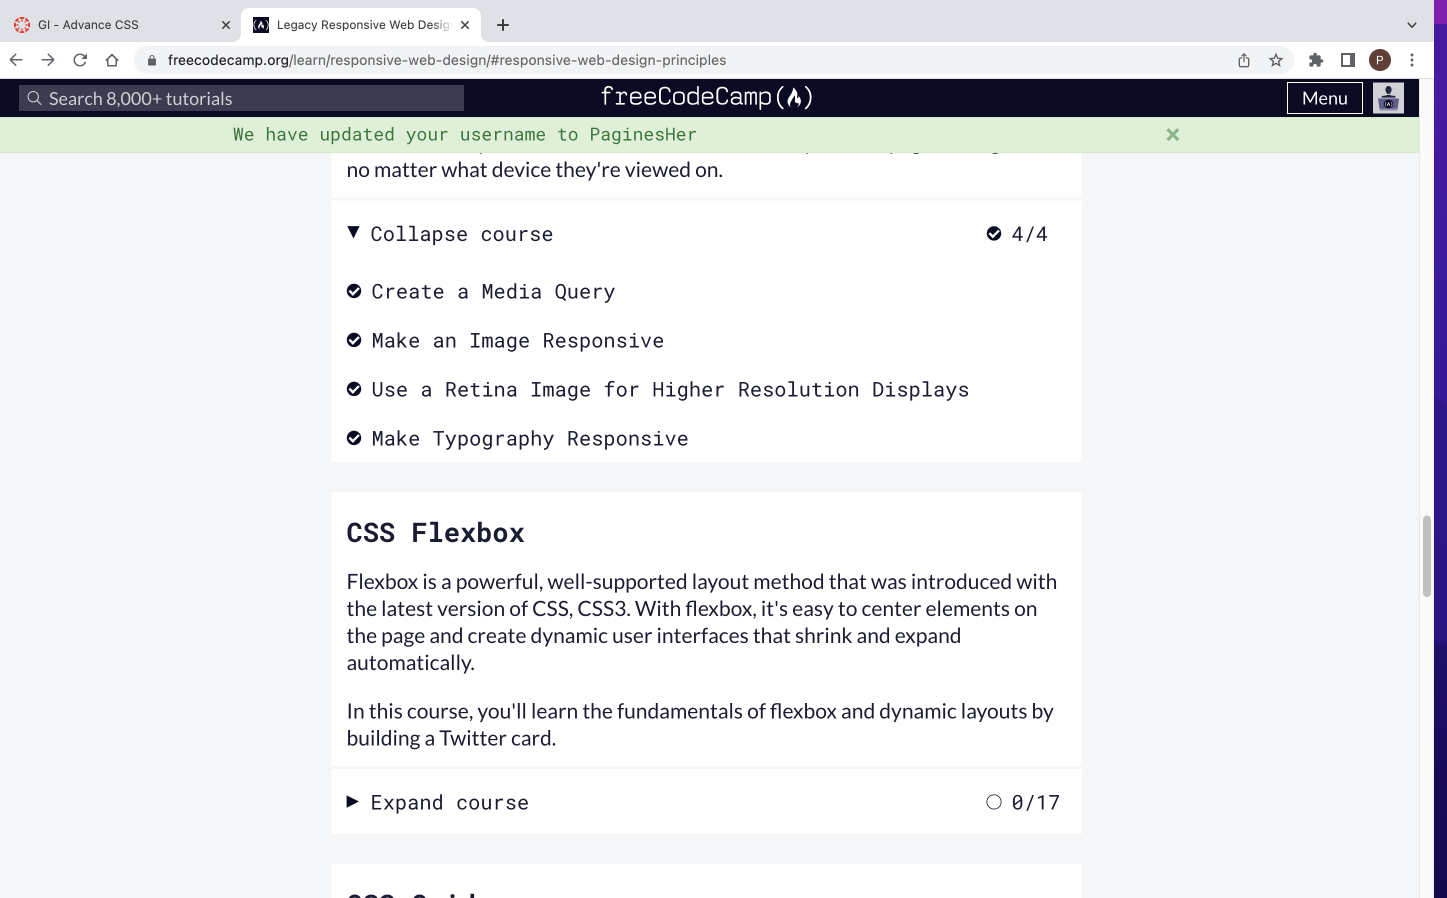 GI - Advance CSS
Legacy Responsive Web Desig
freecodecamp.org/learn/responsive-web-design/#responsive-web-design-principles
P
Search 8,000+ tutorials
freeCodeCamp
Menu
We have updated your username to PaginesHer
no matter what device they're viewed on.
Collapse course
4/4
Create a Media Query
Make an Image Responsive
Use a Retina Image for Higher Resolution Displays
Make Typography Responsive
CSS Flexbox
Flexbox is a powerful, well-supported layout method that was introduced with
the latest version of CSS, CSS3. With flexbox, it's easy to center elements on
the page and create dynamic user interfaces that shrink and expand
automatically.
In this course, you'll learn the fundamentals of flexbox and dynamic layouts by
building a Twitter card.
Expand course
0/17